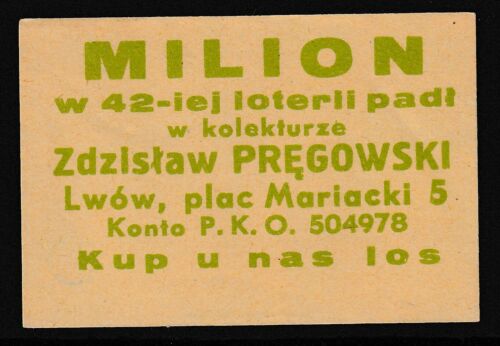 MILION
w 42-iej loterii padł
w kolekturze
Zdzisław PRĘGOWSKI
Lwów, plac Mariacki 5
Konto P. K. O. 504978
Kup u nas los